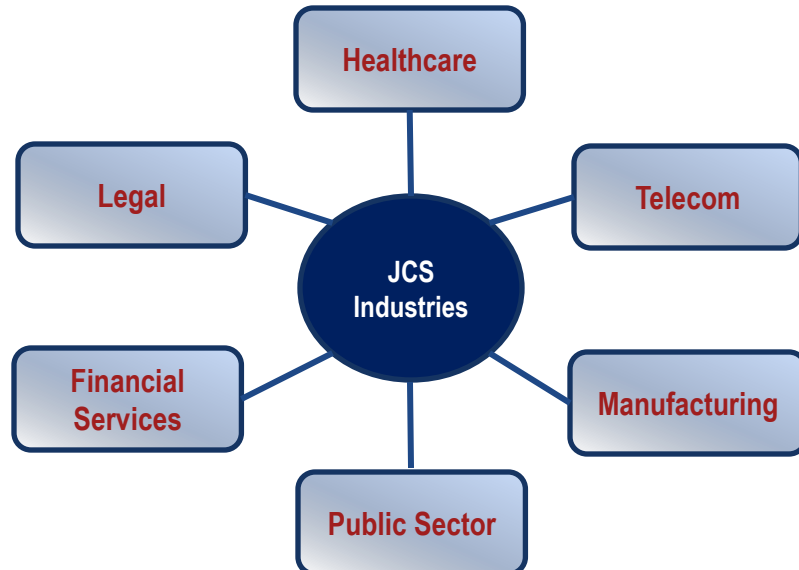 Healthcare
Legal
Telecom
JCS
Industries
Financial
Services
Manufacturing
Public Sector